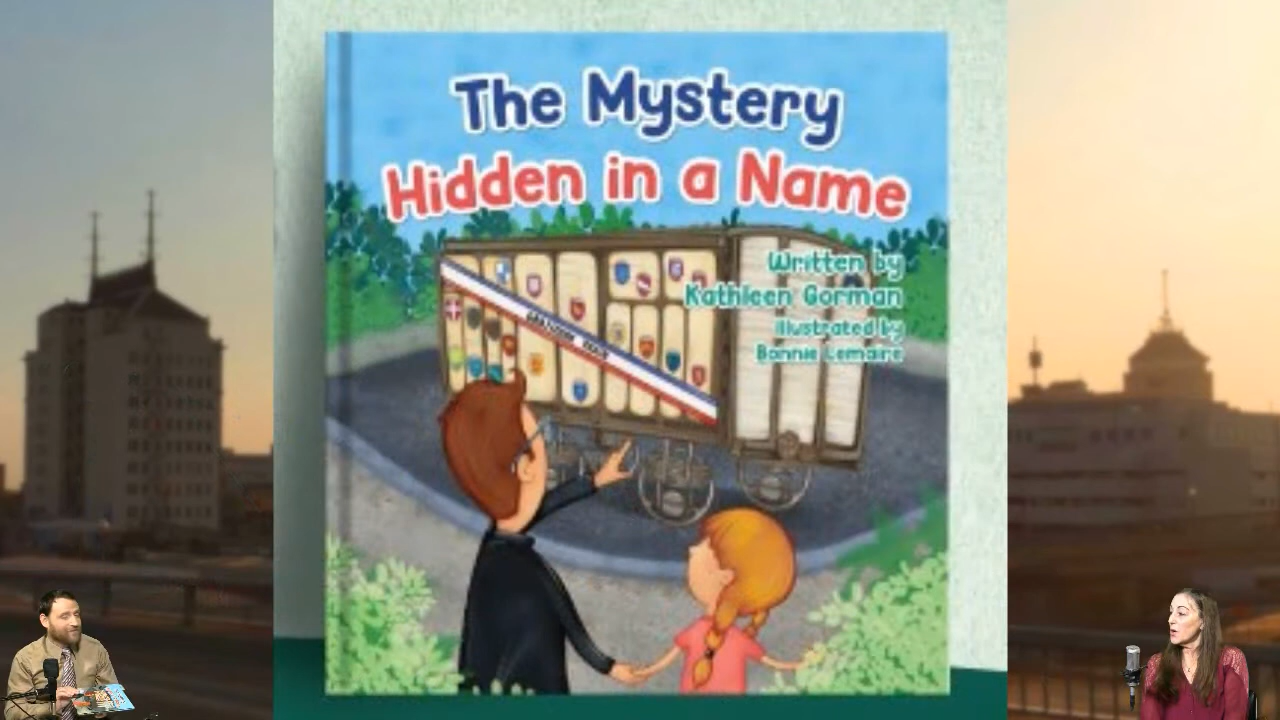 The Mystery
Hidden in a Name
Written by
Kathleen Gorman
Illustrated by
Bonnie Lemaire